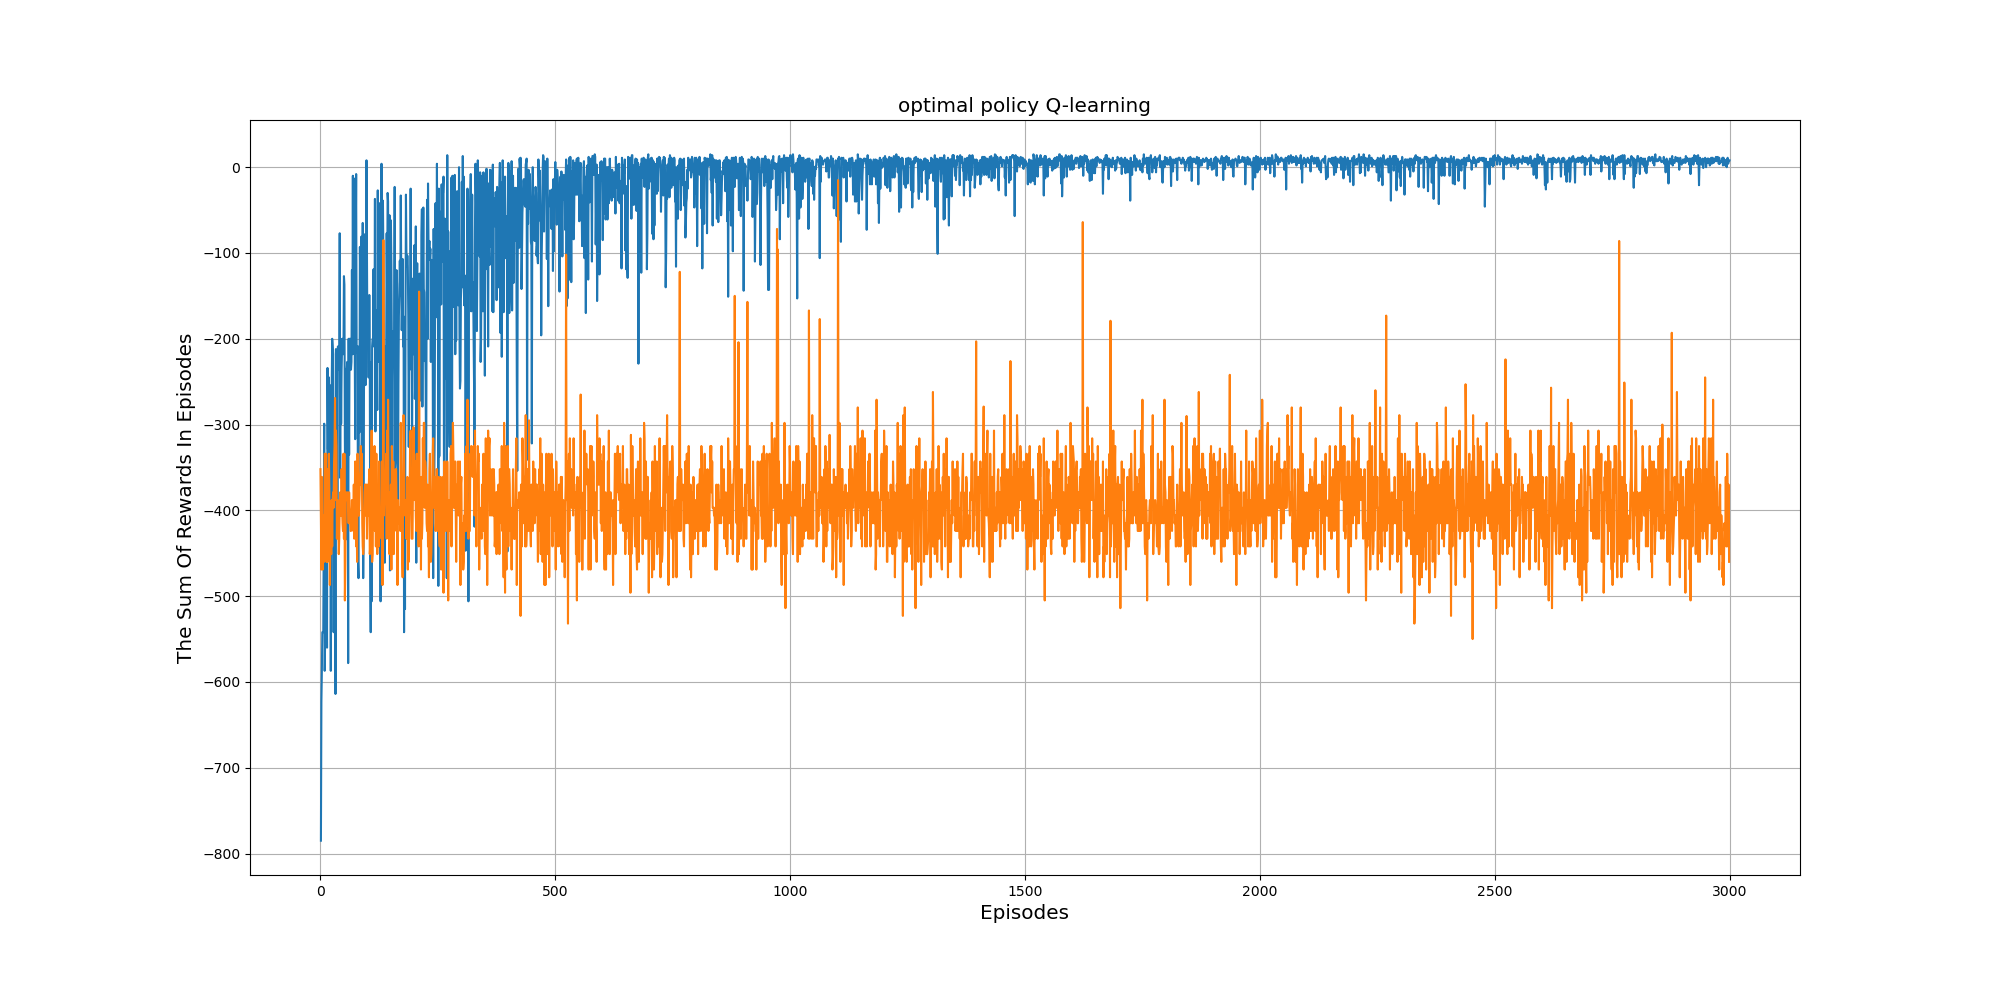 optimal policy Q-learning
The Sum Of Rewards In Episodes
0
−100
−200
−300
−400
−500
−600
−700
−800
0 500 1000 1500 2000 2500 3000
Episodes